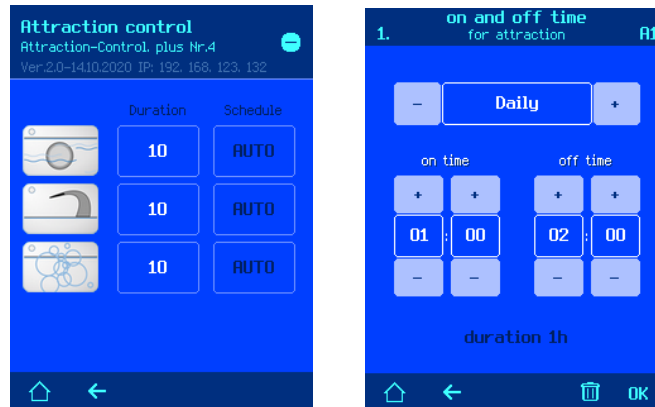 Attraction control
Attraction-Control. plus Nr.4
Ver.2.0-14.10.2020 IP: 192. 168. 123. 132
Duration Schedule
10 AUTO
10 AUTO
10 AUTO
on and off time
1. for attraction A1
- Daily +
on time off time
+ + + +
01 : 00 02 : 00
- - - -
duration 1h
OK